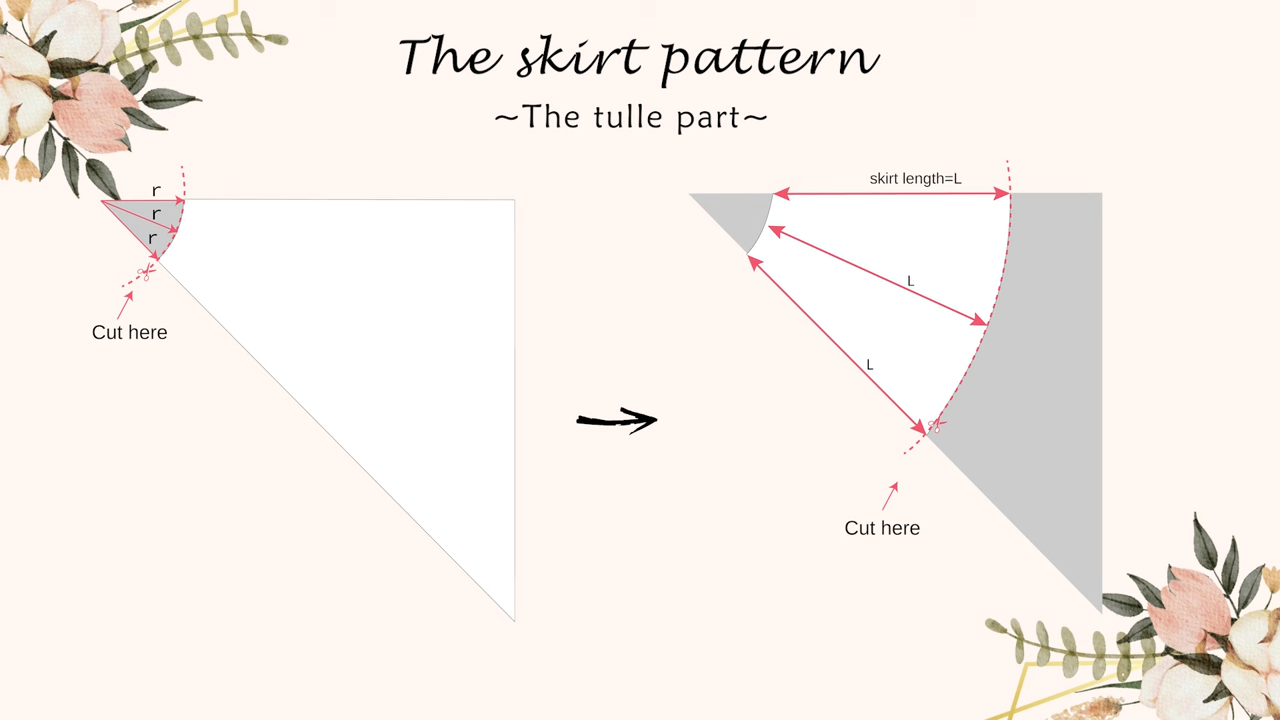 The skirt pattern
~The tulle part~
r
r
r
Cut here
skirt length=L
L
L
Cut here